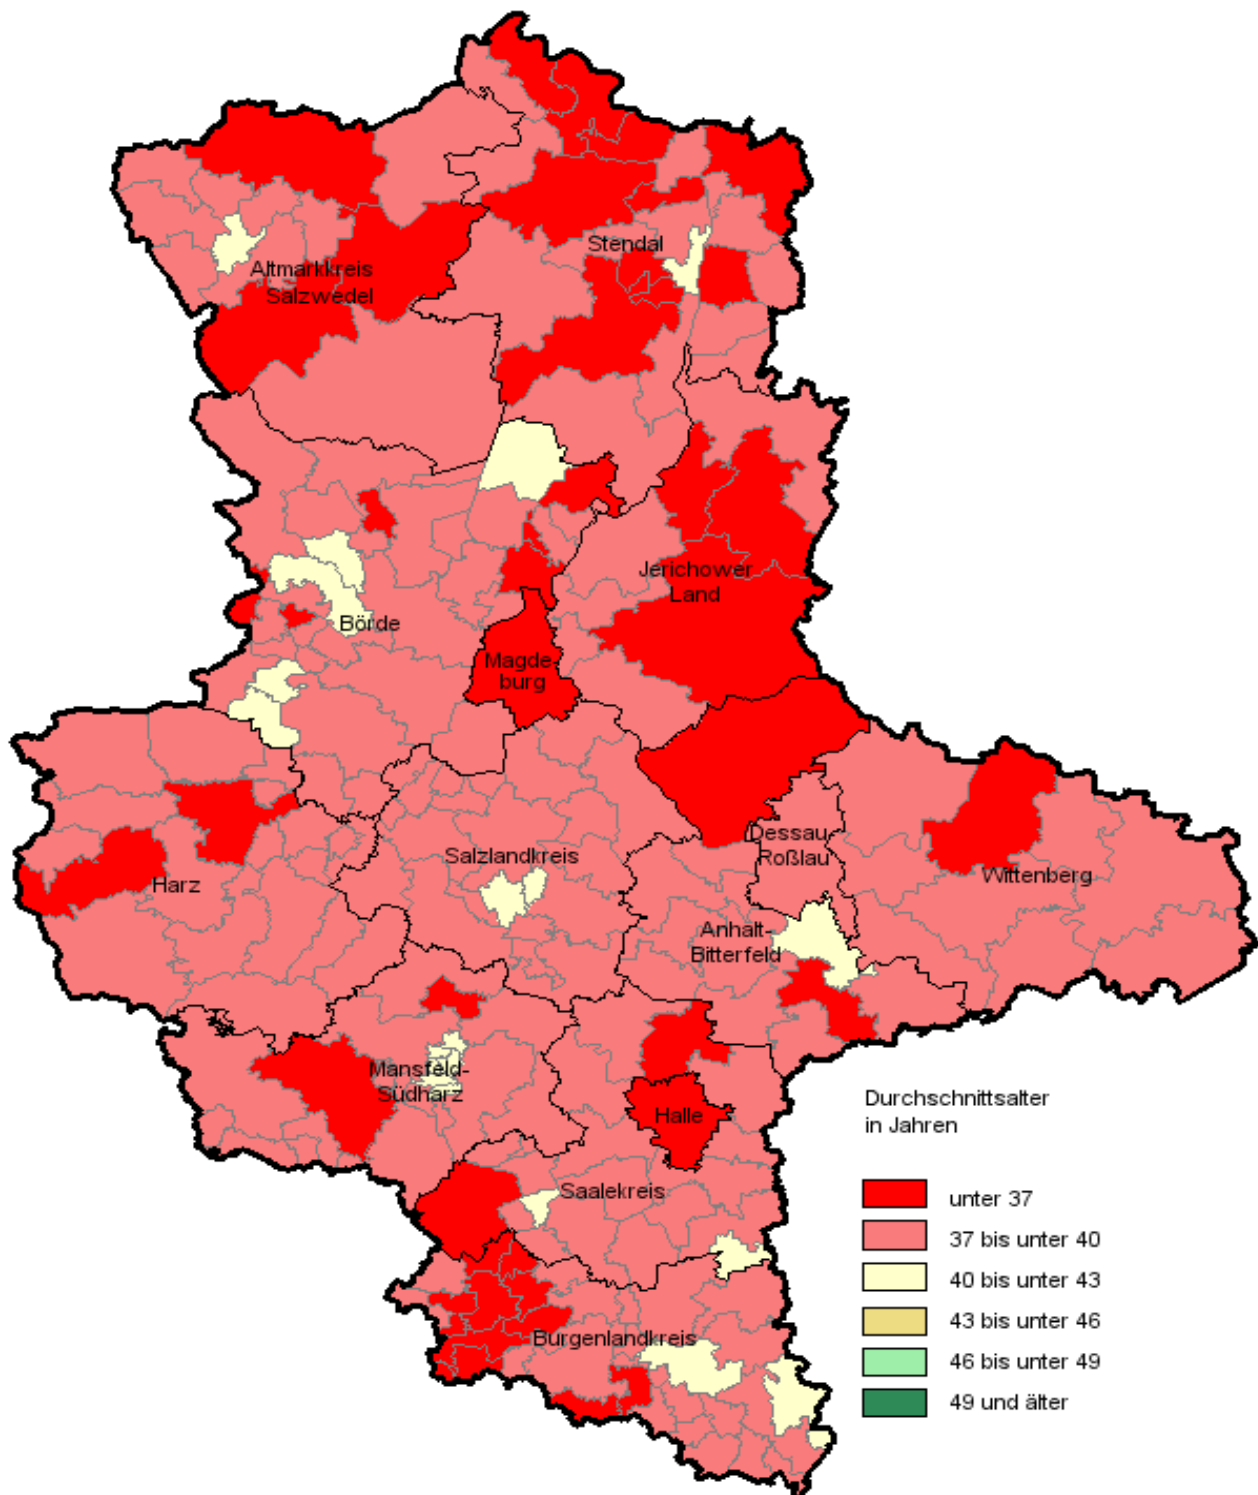 Stendal
Altmarkkreis
Salzwedel
Jerichower
Land
Börde
Magde-
burg
Dessau-
Roßlau
Salzlandkreis
Wittenberg
Harz
Anhalt-
Bitterfeld
Mansfeld-
Südharz
Halle
Saalekreis
Burgenlandkreis
Durchschnittsalter
in Jahren
unter 37
37 bis unter 40
40 bis unter 43
43 bis unter 46
46 bis unter 49
49 und älter